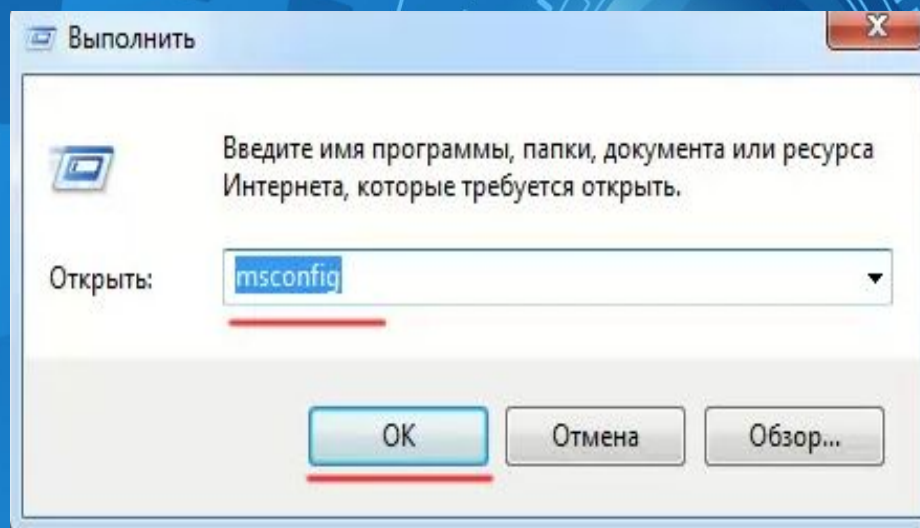 Выполнить
Введите имя программы, папки, документа или ресурса
Интернета, которые требуется открыть.
Открыть:
msconfig
OK
Отмена
Обзор...